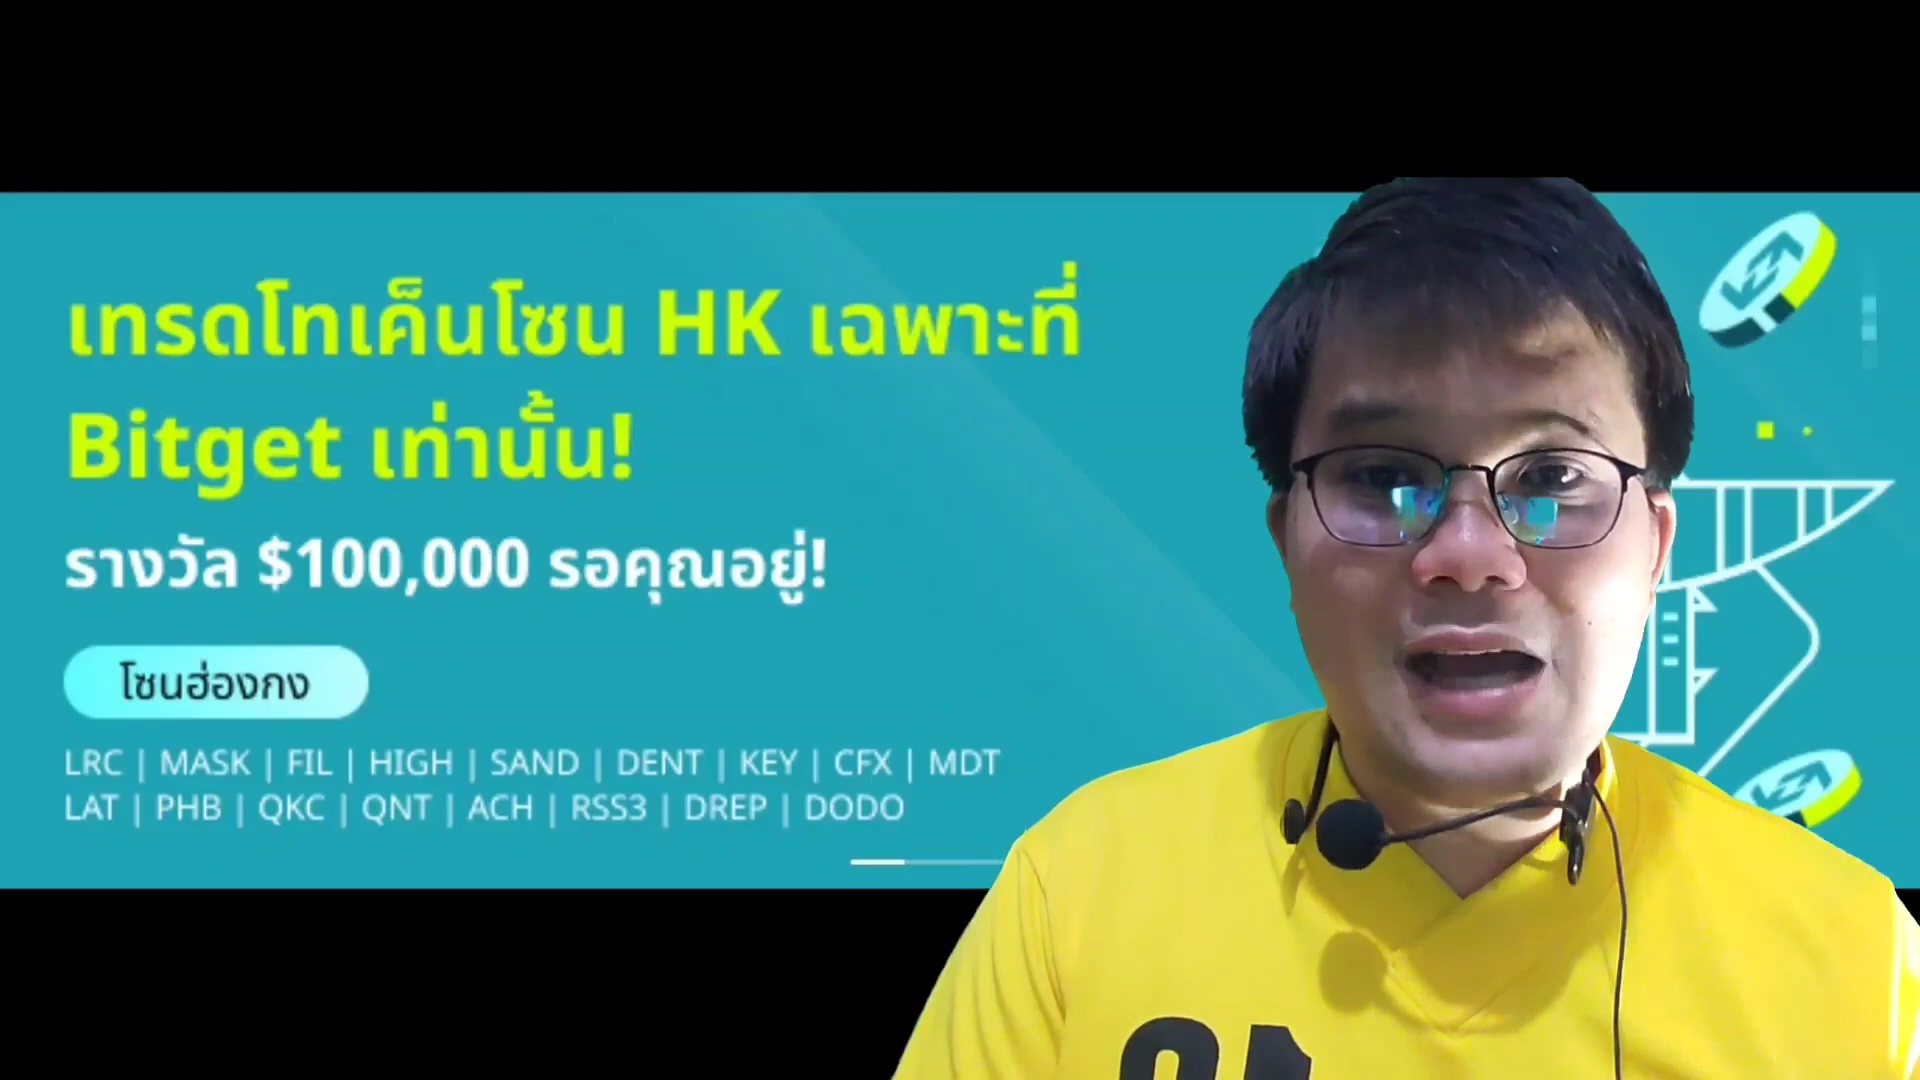 เทรดโทเค็นโซน HK เฉพาะที่
Bitget เท่านั้น!
รางวัล $100,000 รอคุณอยู่!
โซนฮ่องกง
LRC | MASK | FIL | HIGH | SAND | DENT | KEY | CFX | MDT
LAT | PHB | QKC | QNT | ACH | RSS3 | DREP | DODO